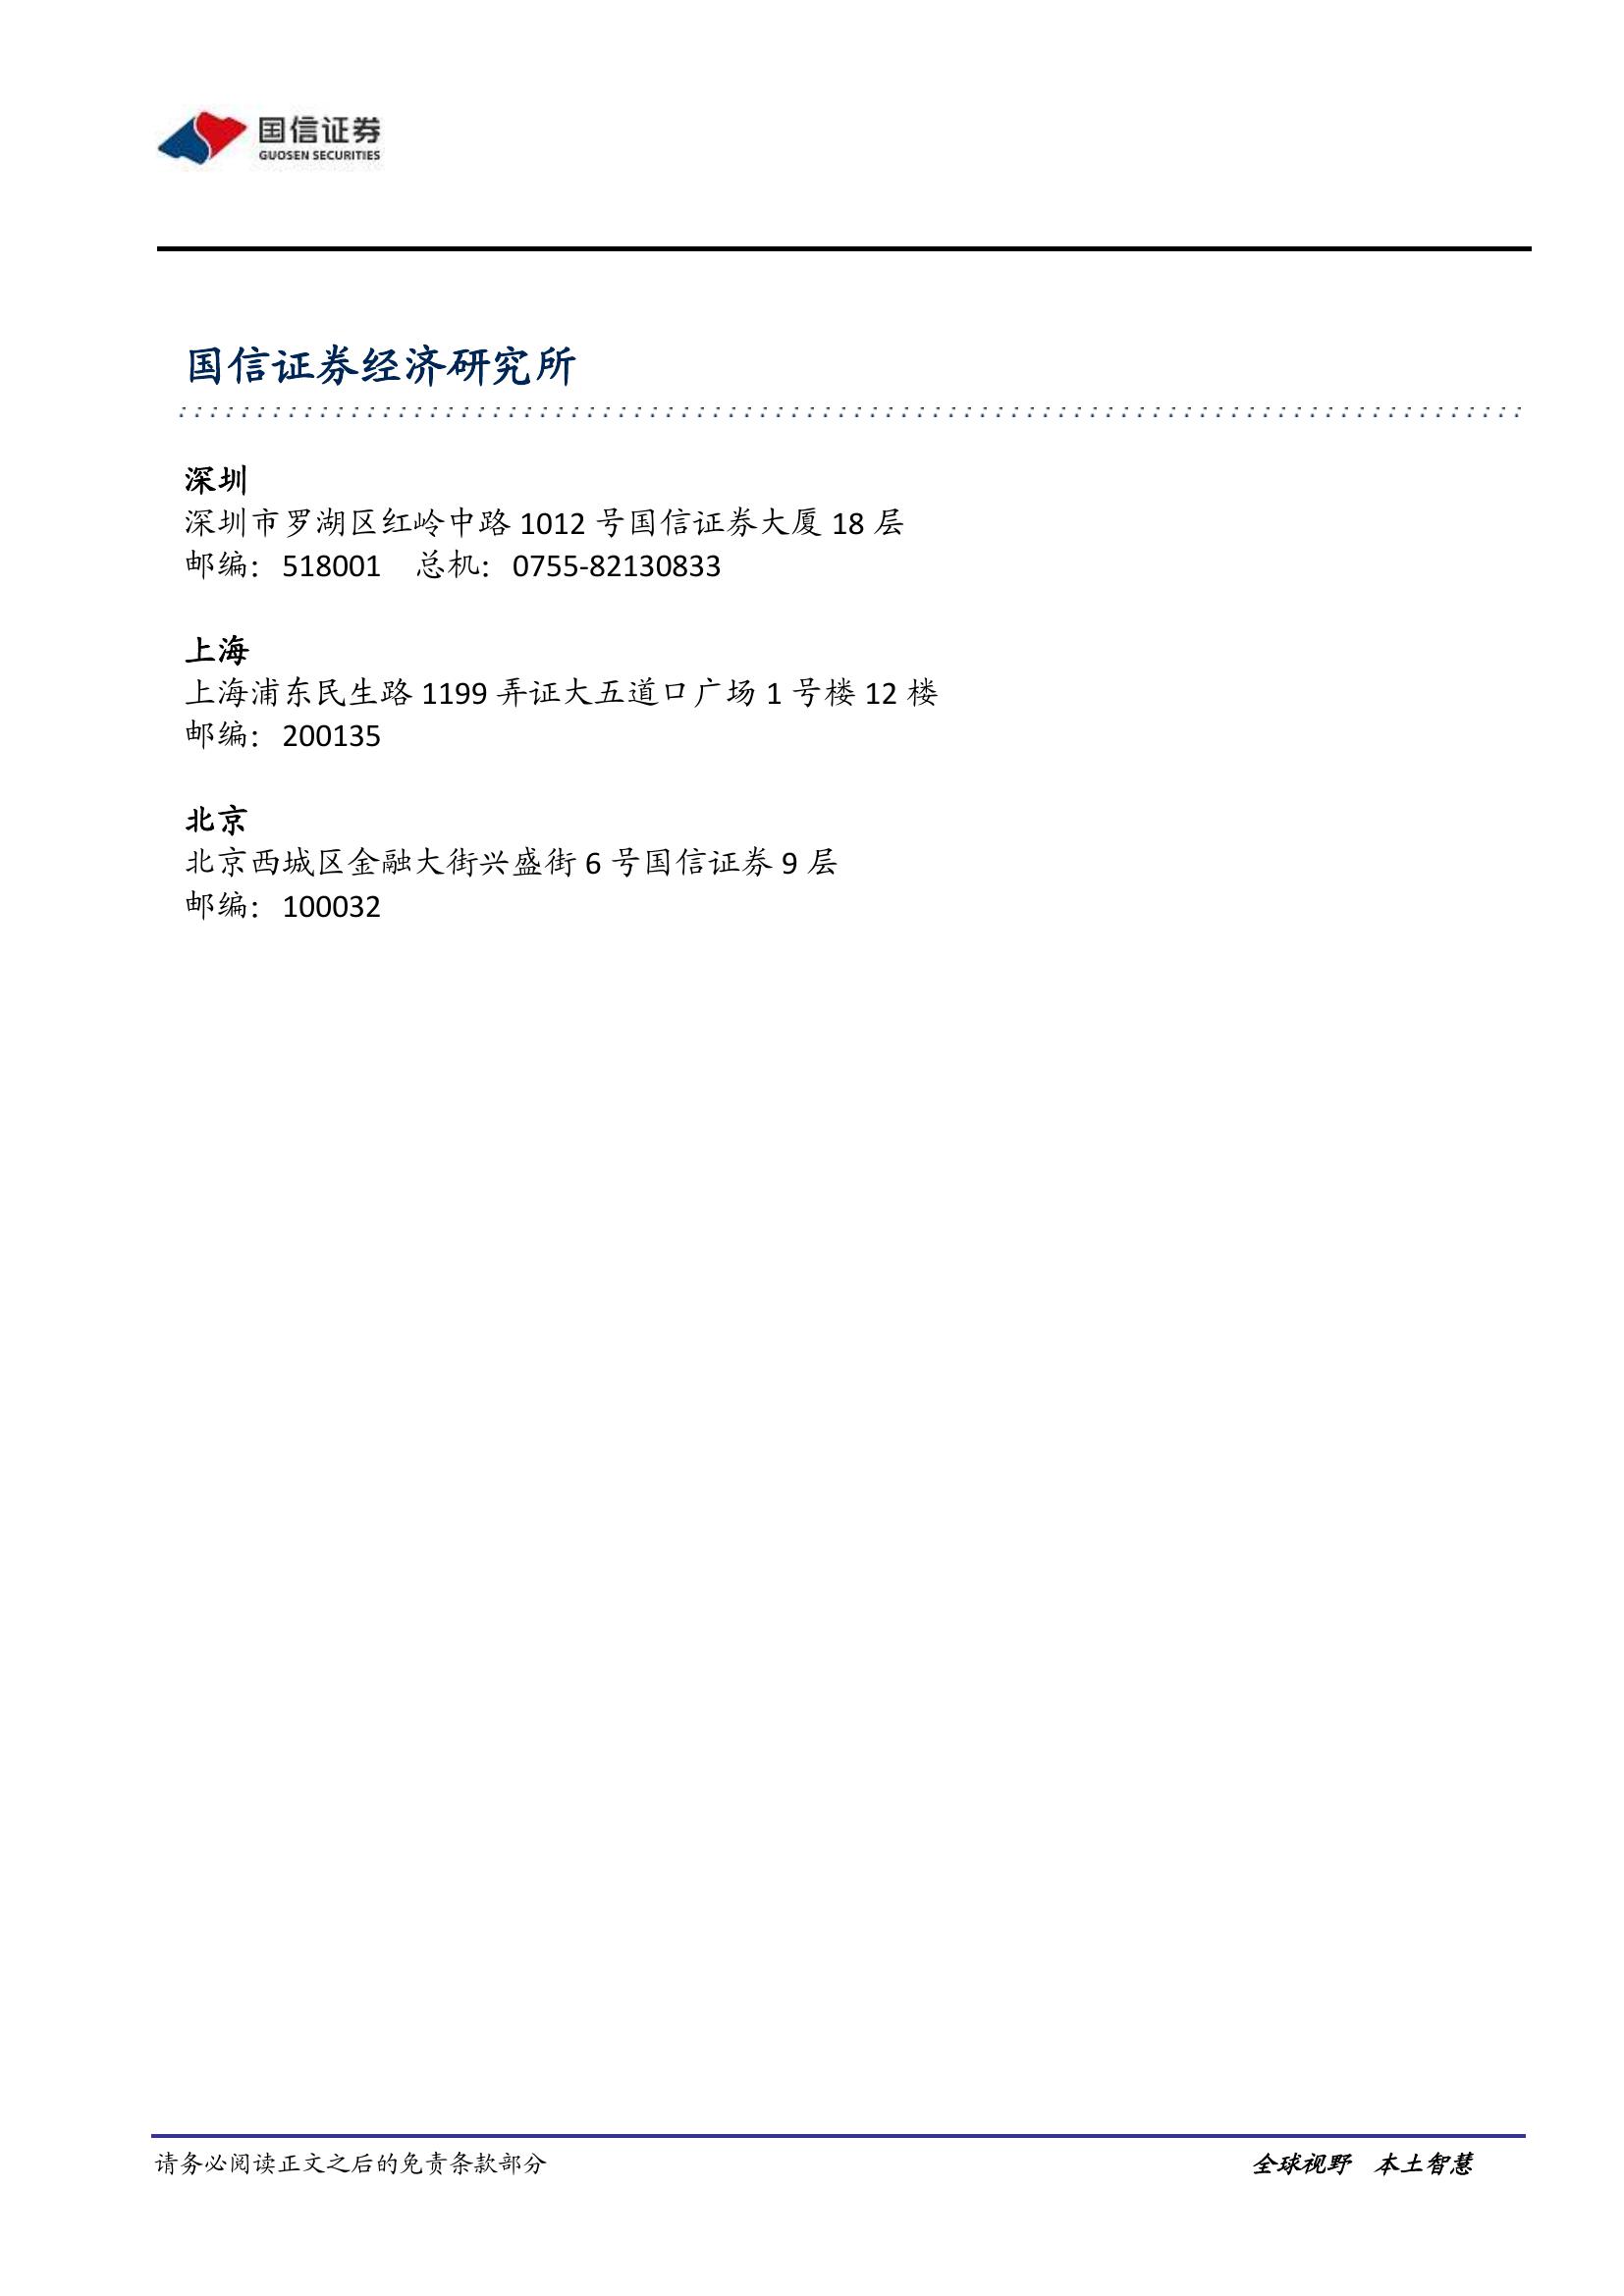 国信证券
GUOSEN SECURITIES
国信证券经济研究所
深圳
深圳市罗湖区红岭中路 1012 号国信证券大厦 18 层
邮编：518001 总机：0755-82130833
上海
上海浦东民生路 1199 弄证大五道口广场 1 号楼 12 楼
邮编：200135
北京
北京西城区金融大街兴盛街 6 号国信证券 9 层
邮编：100032
请务必阅读正文之后的免责条款部分
全球视野 本土智慧